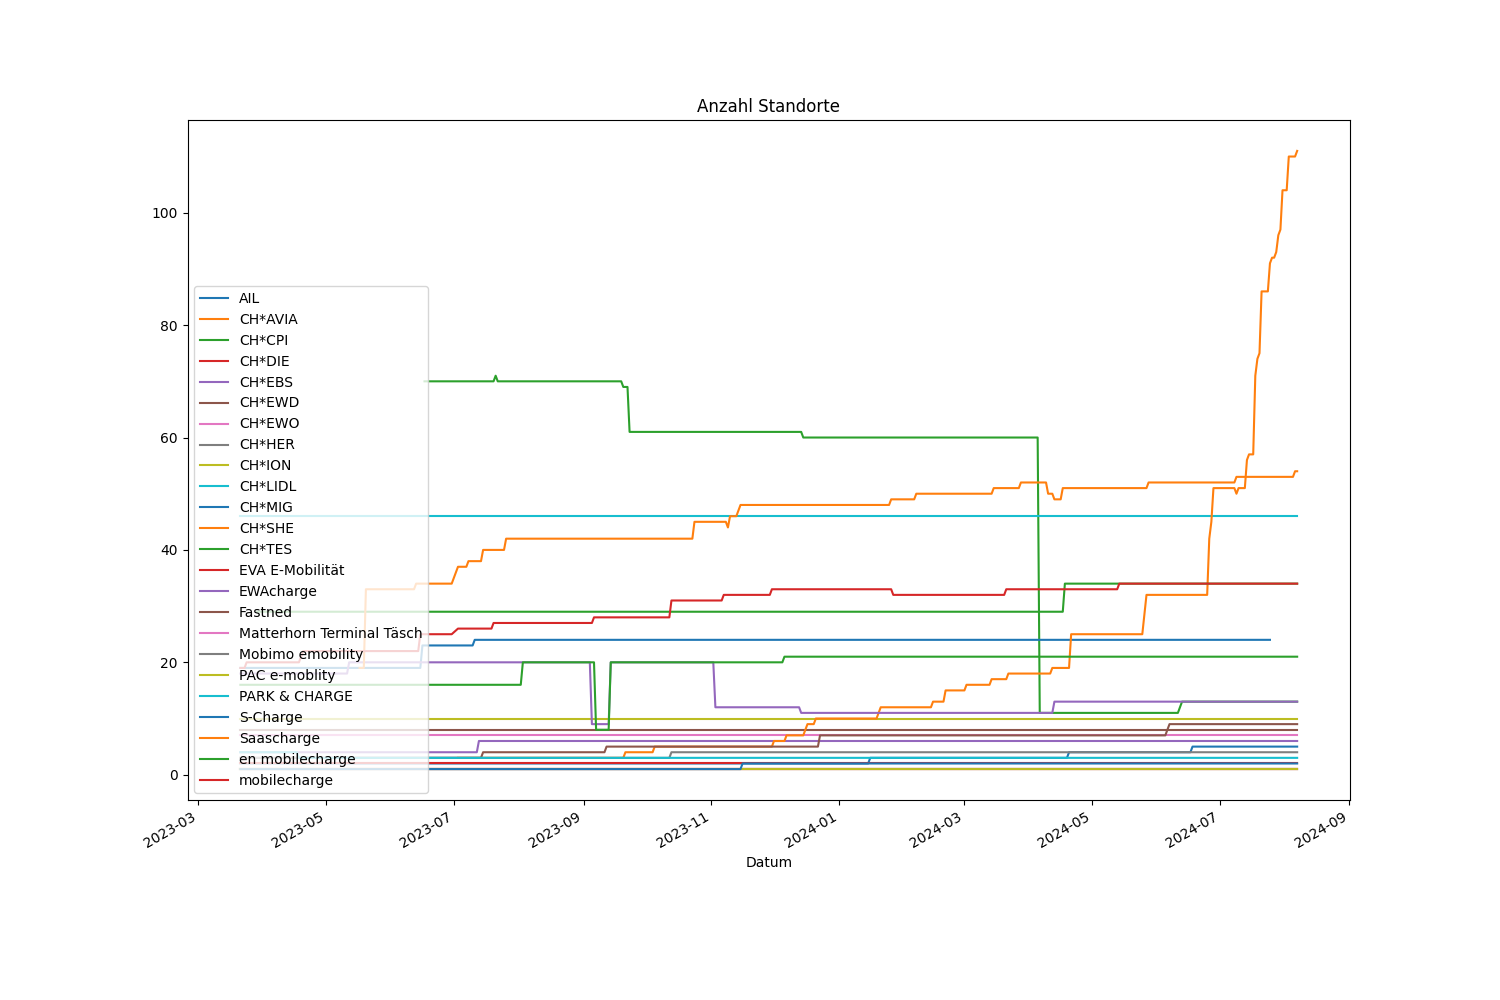 Anzahl Standorte
100
80
60
40
20
0
AIL
CH*AVIA
CH*CPI
CH*DIE
CH*EBS
CH*EWD
CH*EWO
CH*HER
CH*ION
CH*LIDL
CH*MIG
CH*SHE
CH*TES
EVA E-Mobilität
EWAcharge
Fastned
Matterhorn Terminal Täsch
Mobimo emobility
PAC e-moblity
PARK & CHARGE
S-Charge
Saascharge
en mobilecharge
mobilecharge
2023-03
2023-05
2023-07
2023-09
2023-11
2024-01
2024-03
2024-05
2024-07
2024-09
Datum